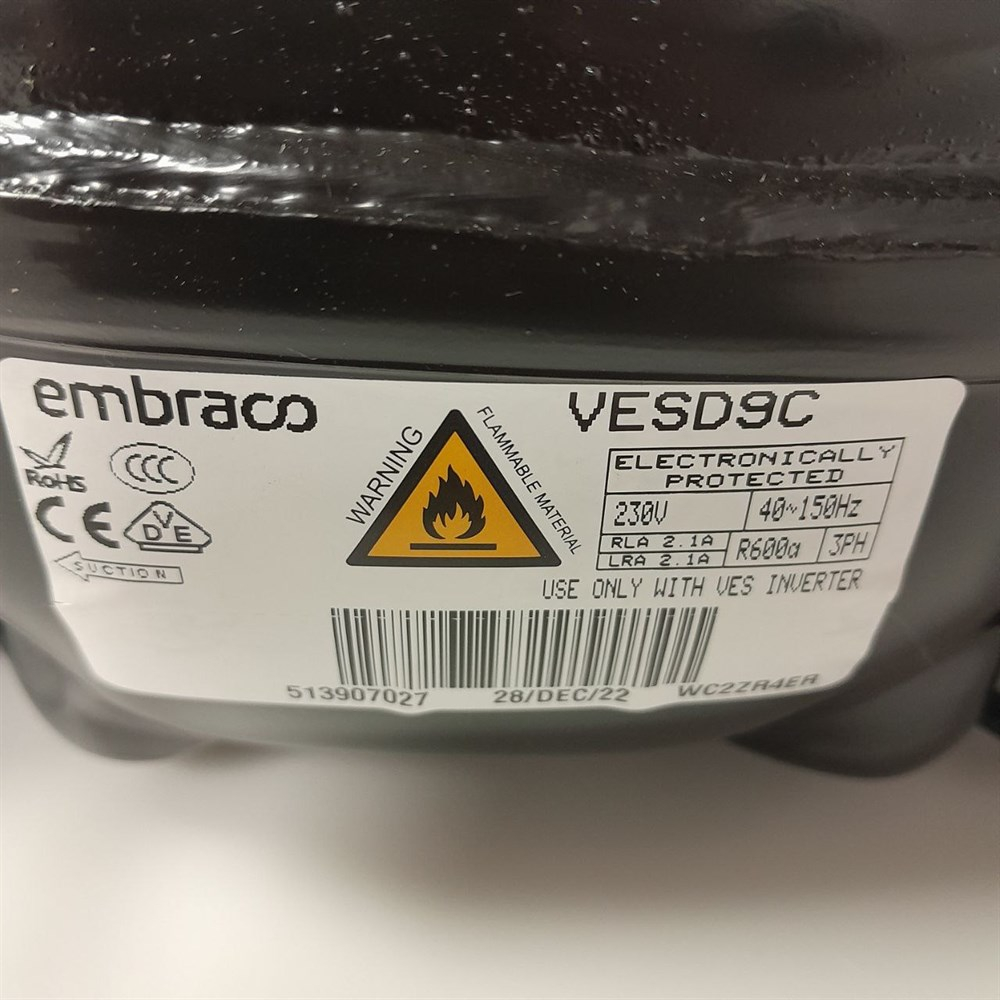 embraco
VESD9C
RoHS
CCC
CE
DVE
SUCTION
WARNING
FLAMMABLE MATERIAL
ELECTRONICALLY
PROTECTED
230V 40~150Hz
RLA 2.1A
LRA 2.1A
R600a 3PH
USE ONLY WITH VES INVERTER
513907027 28/DEC/22 WC2ZR4ER